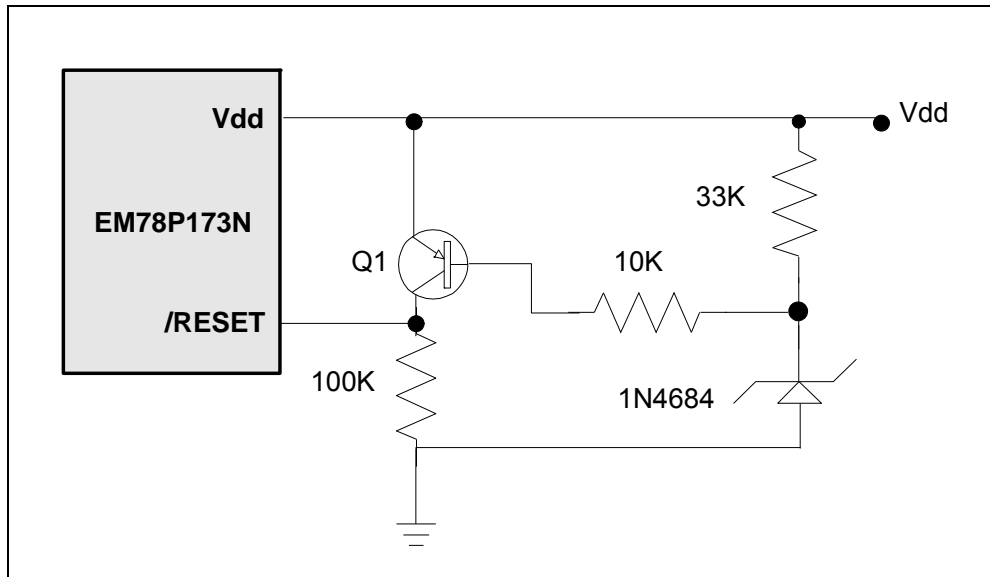 Vdd
Vdd
33K
EM78P173N
Q1
10K
/RESET
100K
1N4684